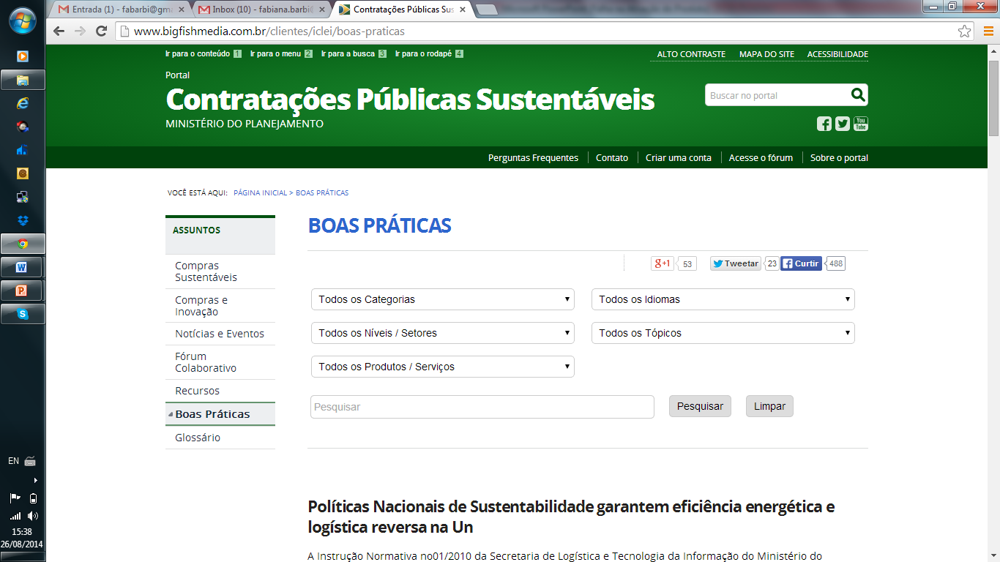 Entrada (1) - fabarbi@gma
Inbox (10) - fabiana.barbi@
Contratações Públicas Sus
www.bigfishmedia.com.br/clientes/iclei/boas-praticas
Ir para o conteúdo 1 Ir para o menu 2 Ir para a busca 3 Ir para o rodapé 4
ALTO CONTRASTE MAPA DO SITE ACESSIBILIDADE
Portal
Contratações Públicas Sustentáveis
MINISTÉRIO DO PLANEJAMENTO
Buscar no portal
You Tube
Perguntas Frequentes Contato Criar uma conta Acesse o fórum Sobre o portal
VOCÊ ESTÁ AQUI: PÁGINA INICIAL > BOAS PRÁTICAS
ASSUNTOS
Compras
Sustentáveis
Compras e
Inovação
Notícias e Eventos
Fórum
Colaborativo
Recursos
Boas Práticas
Glossário
BOAS PRÁTICAS
g+1 53 Tweetar 23 Curtir 488
Todos os Categorias Todos os Idiomas
Todos os Níveis / Setores Todos os Tópicos
Todos os Produtos / Serviços
Pesquisar Pesquisar Limpar
Políticas Nacionais de Sustentabilidade garantem eficiência energética e
logística reversa na Un
A Instrução Normativa no01/2010 da Secretaria de Logística e Tecnologia da Informação do Ministério do
EN
15:38
26/08/2014